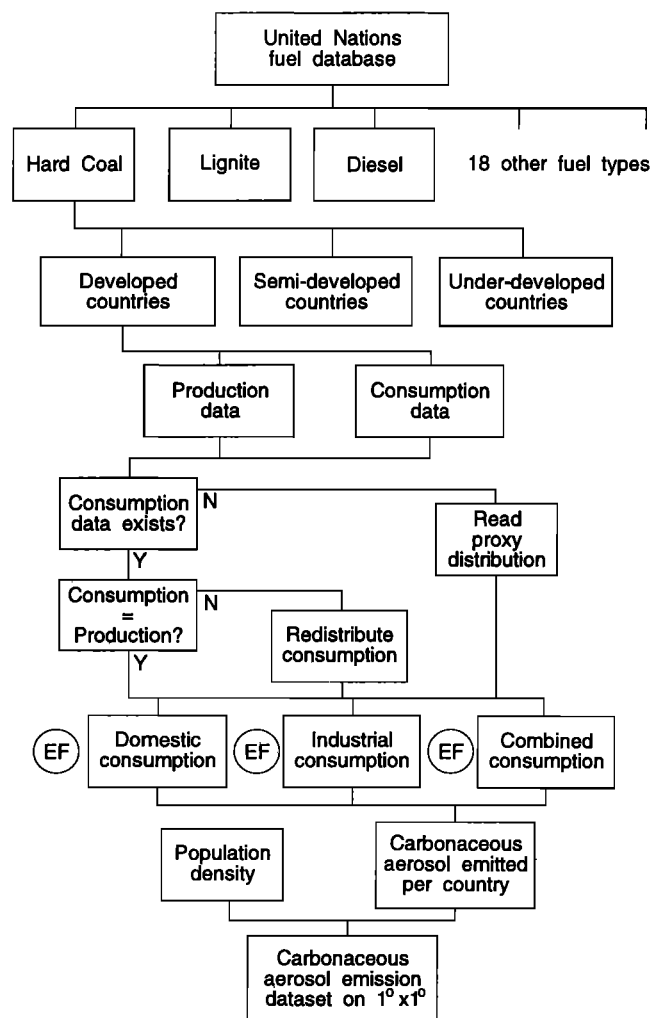 United Nations
fuel database
Hard Coal
Lignite
Diesel
18 other fuel types
Developed
countries
Semi-developed
countries
Under-developed
countries
Production
data
Consumption
data
Consumption
data exists?
N
Read
proxy
distribution
Y
Consumption
=
Production?
N
Redistribute
consumption
Y
EF
Domestic
consumption
EF
Industrial
consumption
EF
Combined
consumption
Population
density
Carbonaceous
aerosol emitted
per country
Carbonaceous
aerosol emission
dataset on 1° x1°